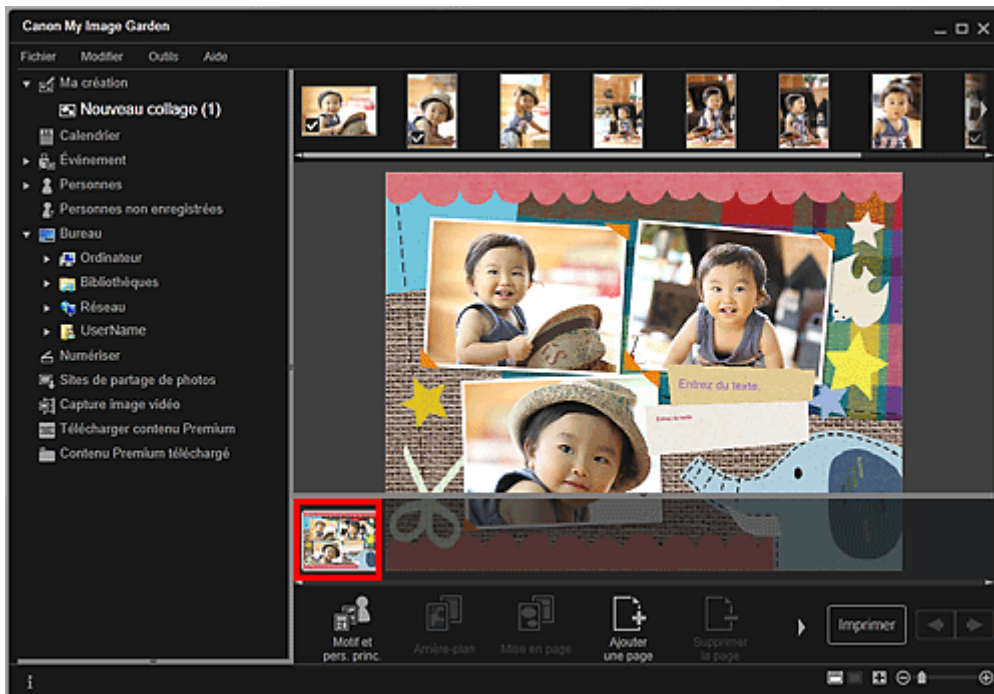 Canon My Image Garden
Fichier Modifier Outils Aide
Ma création
Nouveau collage (1)
Calendrier
Événement
Personnes
Personnes non enregistrées
Bureau
Ordinateur
Bibliothèques
Réseau
UserName
Numériser
Sites de partage de photos
Capture image vidéo
Télécharger contenu Premium
Contenu Premium téléchargé
Entrez du texte.
Entrez du texte.
Motif et
pers. princ.
Arrière-plan
Mise en page
Ajouter
une page
Supprimer
la page
Imprimer